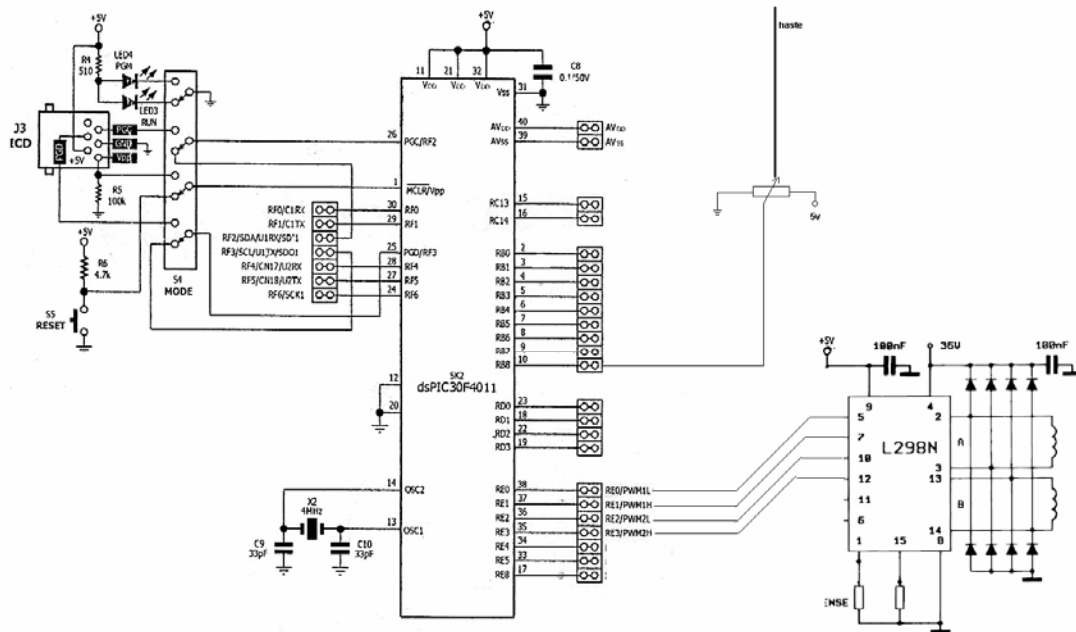 +5V
R4
510
LED4
PGM
LED3
RUN
J3
ICD
PGC
GND
PGD
Vpp
+5V
R5
100k
+5V
R6
4.7k
S5
RESET
S4
MODE
RF0/C1RX
RF1/C1TX
RF2/SDA/U1RX/SDI1
RF3/SCL/U1TX/SDO1
RF4/CN17/U2RX
RF5/CN18/U2TX
RF6/SCK1
+5V
11
21
32
VDD
VDD
VDD
C8
31
VSS
26
PGC/RF2
1
MCLR/Vpp
30
RF0
29
RF1
25
PGD/RF3
28
RF4
27
RF5
24
RF6
12
20
14
OSC2
13
OSC1
X2
4MHz
C9
33pF
C10
33pF
SK2
dsPIC30F4011
AVDD
40
AVDD
AVSS
39
AVSS
RC13
15
RC14
16
RB0
2
RB1
3
RB2
4
RB3
5
RB4
6
RB5
7
RB6
8
RB7
9
RB8
10
RD0
23
RD1
18
RD2
22
RD3
19
RE0
38
RE0/PWM1L
RE1
37
RE1/PWM1H
RE2
36
RE2/PWM2L
RE3
35
RE3/PWM2H
RE4
34
RE5
33
RE8
17
haste
5V
+5V
100nF
36V
100nF
9
4
5
7
10
12
11
6
1
15
8
2
3
13
14
L298N
A
B